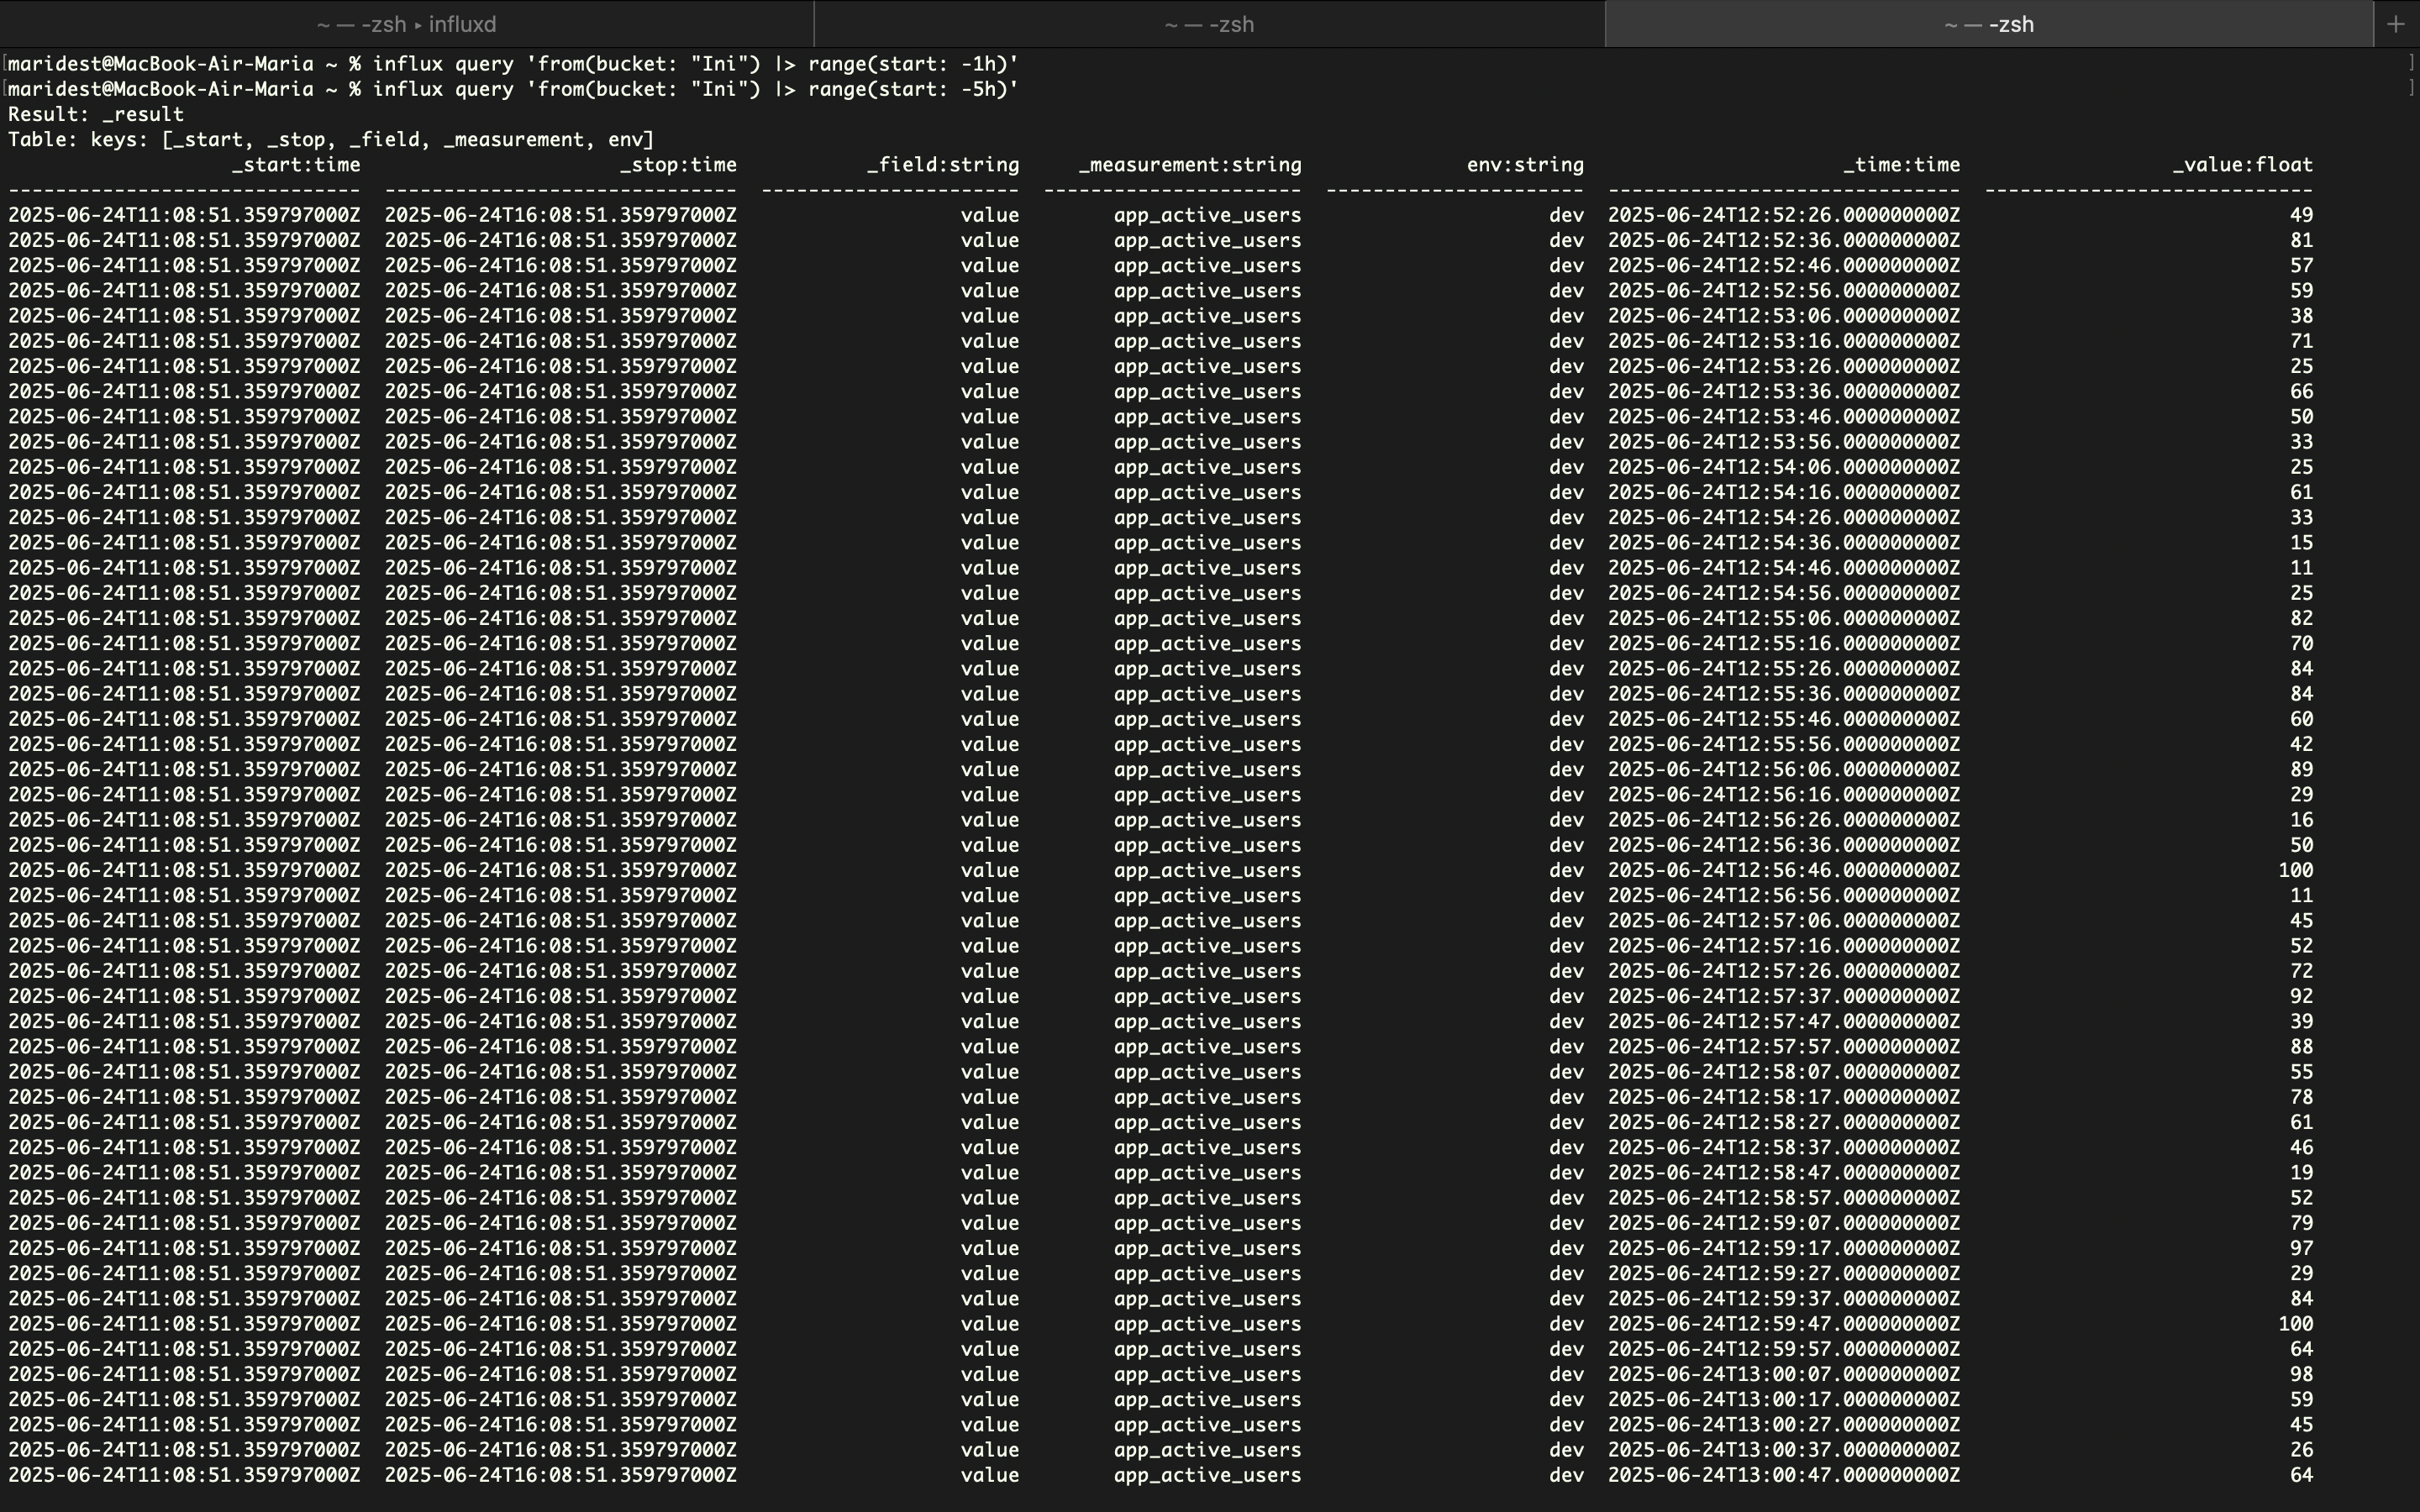 ~ — -zsh ▸ influxd
~ — -zsh
~ — -zsh
+
[maridest@MacBook-Air-Maria ~ % influx query 'from(bucket: "Ini") |> range(start: -1h)' ]
[maridest@MacBook-Air-Maria ~ % influx query 'from(bucket: "Ini") |> range(start: -5h)' ]
Result: _result
Table: keys: [_start, _stop, _field, _measurement, env]
_start:time _stop:time _field:string _measurement:string env:string _time:time _value:float
------------------------------ ------------------------------ ---------------------- ---------------------- ---------------------- ------------------------------ ----------------------------
2025-06-24T11:08:51.359797000Z 2025-06-24T16:08:51.359797000Z value app_active_users dev 2025-06-24T12:52:26.000000000Z 49
2025-06-24T11:08:51.359797000Z 2025-06-24T16:08:51.359797000Z value app_active_users dev 2025-06-24T12:52:36.000000000Z 81
2025-06-24T11:08:51.359797000Z 2025-06-24T16:08:51.359797000Z value app_active_users dev 2025-06-24T12:52:46.000000000Z 57
2025-06-24T11:08:51.359797000Z 2025-06-24T16:08:51.359797000Z value app_active_users dev 2025-06-24T12:52:56.000000000Z 59
2025-06-24T11:08:51.359797000Z 2025-06-24T16:08:51.359797000Z value app_active_users dev 2025-06-24T12:53:06.000000000Z 38
2025-06-24T11:08:51.359797000Z 2025-06-24T16:08:51.359797000Z value app_active_users dev 2025-06-24T12:53:16.000000000Z 71
2025-06-24T11:08:51.359797000Z 2025-06-24T16:08:51.359797000Z value app_active_users dev 2025-06-24T12:53:26.000000000Z 25
2025-06-24T11:08:51.359797000Z 2025-06-24T16:08:51.359797000Z value app_active_users dev 2025-06-24T12:53:36.000000000Z 66
2025-06-24T11:08:51.359797000Z 2025-06-24T16:08:51.359797000Z value app_active_users dev 2025-06-24T12:53:46.000000000Z 50
2025-06-24T11:08:51.359797000Z 2025-06-24T16:08:51.359797000Z value app_active_users dev 2025-06-24T12:53:56.000000000Z 33
2025-06-24T11:08:51.359797000Z 2025-06-24T16:08:51.359797000Z value app_active_users dev 2025-06-24T12:54:06.000000000Z 25
2025-06-24T11:08:51.359797000Z 2025-06-24T16:08:51.359797000Z value app_active_users dev 2025-06-24T12:54:16.000000000Z 61
2025-06-24T11:08:51.359797000Z 2025-06-24T16:08:51.359797000Z value app_active_users dev 2025-06-24T12:54:26.000000000Z 33
2025-06-24T11:08:51.359797000Z 2025-06-24T16:08:51.359797000Z value app_active_users dev 2025-06-24T12:54:36.000000000Z 15
2025-06-24T11:08:51.359797000Z 2025-06-24T16:08:51.359797000Z value app_active_users dev 2025-06-24T12:54:46.000000000Z 11
2025-06-24T11:08:51.359797000Z 2025-06-24T16:08:51.359797000Z value app_active_users dev 2025-06-24T12:54:56.000000000Z 25
2025-06-24T11:08:51.359797000Z 2025-06-24T16:08:51.359797000Z value app_active_users dev 2025-06-24T12:55:06.000000000Z 82
2025-06-24T11:08:51.359797000Z 2025-06-24T16:08:51.359797000Z value app_active_users dev 2025-06-24T12:55:16.000000000Z 70
2025-06-24T11:08:51.359797000Z 2025-06-24T16:08:51.359797000Z value app_active_users dev 2025-06-24T12:55:26.000000000Z 84
2025-06-24T11:08:51.359797000Z 2025-06-24T16:08:51.359797000Z value app_active_users dev 2025-06-24T12:55:36.000000000Z 84
2025-06-24T11:08:51.359797000Z 2025-06-24T16:08:51.359797000Z value app_active_users dev 2025-06-24T12:55:46.000000000Z 60
2025-06-24T11:08:51.359797000Z 2025-06-24T16:08:51.359797000Z value app_active_users dev 2025-06-24T12:55:56.000000000Z 42
2025-06-24T11:08:51.359797000Z 2025-06-24T16:08:51.359797000Z value app_active_users dev 2025-06-24T12:56:06.000000000Z 89
2025-06-24T11:08:51.359797000Z 2025-06-24T16:08:51.359797000Z value app_active_users dev 2025-06-24T12:56:16.000000000Z 29
2025-06-24T11:08:51.359797000Z 2025-06-24T16:08:51.359797000Z value app_active_users dev 2025-06-24T12:56:26.000000000Z 16
2025-06-24T11:08:51.359797000Z 2025-06-24T16:08:51.359797000Z value app_active_users dev 2025-06-24T12:56:36.000000000Z 50
2025-06-24T11:08:51.359797000Z 2025-06-24T16:08:51.359797000Z value app_active_users dev 2025-06-24T12:56:46.000000000Z 100
2025-06-24T11:08:51.359797000Z 2025-06-24T16:08:51.359797000Z value app_active_users dev 2025-06-24T12:56:56.000000000Z 11
2025-06-24T11:08:51.359797000Z 2025-06-24T16:08:51.359797000Z value app_active_users dev 2025-06-24T12:57:06.000000000Z 45
2025-06-24T11:08:51.359797000Z 2025-06-24T16:08:51.359797000Z value app_active_users dev 2025-06-24T12:57:16.000000000Z 52
2025-06-24T11:08:51.359797000Z 2025-06-24T16:08:51.359797000Z value app_active_users dev 2025-06-24T12:57:26.000000000Z 72
2025-06-24T11:08:51.359797000Z 2025-06-24T16:08:51.359797000Z value app_active_users dev 2025-06-24T12:57:37.000000000Z 92
2025-06-24T11:08:51.359797000Z 2025-06-24T16:08:51.359797000Z value app_active_users dev 2025-06-24T12:57:47.000000000Z 39
2025-06-24T11:08:51.359797000Z 2025-06-24T16:08:51.359797000Z value app_active_users dev 2025-06-24T12:57:57.000000000Z 88
2025-06-24T11:08:51.359797000Z 2025-06-24T16:08:51.359797000Z value app_active_users dev 2025-06-24T12:58:07.000000000Z 55
2025-06-24T11:08:51.359797000Z 2025-06-24T16:08:51.359797000Z value app_active_users dev 2025-06-24T12:58:17.000000000Z 78
2025-06-24T11:08:51.359797000Z 2025-06-24T16:08:51.359797000Z value app_active_users dev 2025-06-24T12:58:27.000000000Z 61
2025-06-24T11:08:51.359797000Z 2025-06-24T16:08:51.359797000Z value app_active_users dev 2025-06-24T12:58:37.000000000Z 46
2025-06-24T11:08:51.359797000Z 2025-06-24T16:08:51.359797000Z value app_active_users dev 2025-06-24T12:58:47.000000000Z 19
2025-06-24T11:08:51.359797000Z 2025-06-24T16:08:51.359797000Z value app_active_users dev 2025-06-24T12:58:57.000000000Z 52
2025-06-24T11:08:51.359797000Z 2025-06-24T16:08:51.359797000Z value app_active_users dev 2025-06-24T12:59:07.000000000Z 79
2025-06-24T11:08:51.359797000Z 2025-06-24T16:08:51.359797000Z value app_active_users dev 2025-06-24T12:59:17.000000000Z 97
2025-06-24T11:08:51.359797000Z 2025-06-24T16:08:51.359797000Z value app_active_users dev 2025-06-24T12:59:27.000000000Z 29
2025-06-24T11:08:51.359797000Z 2025-06-24T16:08:51.359797000Z value app_active_users dev 2025-06-24T12:59:37.000000000Z 84
2025-06-24T11:08:51.359797000Z 2025-06-24T16:08:51.359797000Z value app_active_users dev 2025-06-24T12:59:47.000000000Z 100
2025-06-24T11:08:51.359797000Z 2025-06-24T16:08:51.359797000Z value app_active_users dev 2025-06-24T12:59:57.000000000Z 64
2025-06-24T11:08:51.359797000Z 2025-06-24T16:08:51.359797000Z value app_active_users dev 2025-06-24T13:00:07.000000000Z 98
2025-06-24T11:08:51.359797000Z 2025-06-24T16:08:51.359797000Z value app_active_users dev 2025-06-24T13:00:17.000000000Z 59
2025-06-24T11:08:51.359797000Z 2025-06-24T16:08:51.359797000Z value app_active_users dev 2025-06-24T13:00:27.000000000Z 45
2025-06-24T11:08:51.359797000Z 2025-06-24T16:08:51.359797000Z value app_active_users dev 2025-06-24T13:00:37.000000000Z 26
2025-06-24T11:08:51.359797000Z 2025-06-24T16:08:51.359797000Z value app_active_users dev 2025-06-24T13:00:47.000000000Z 64